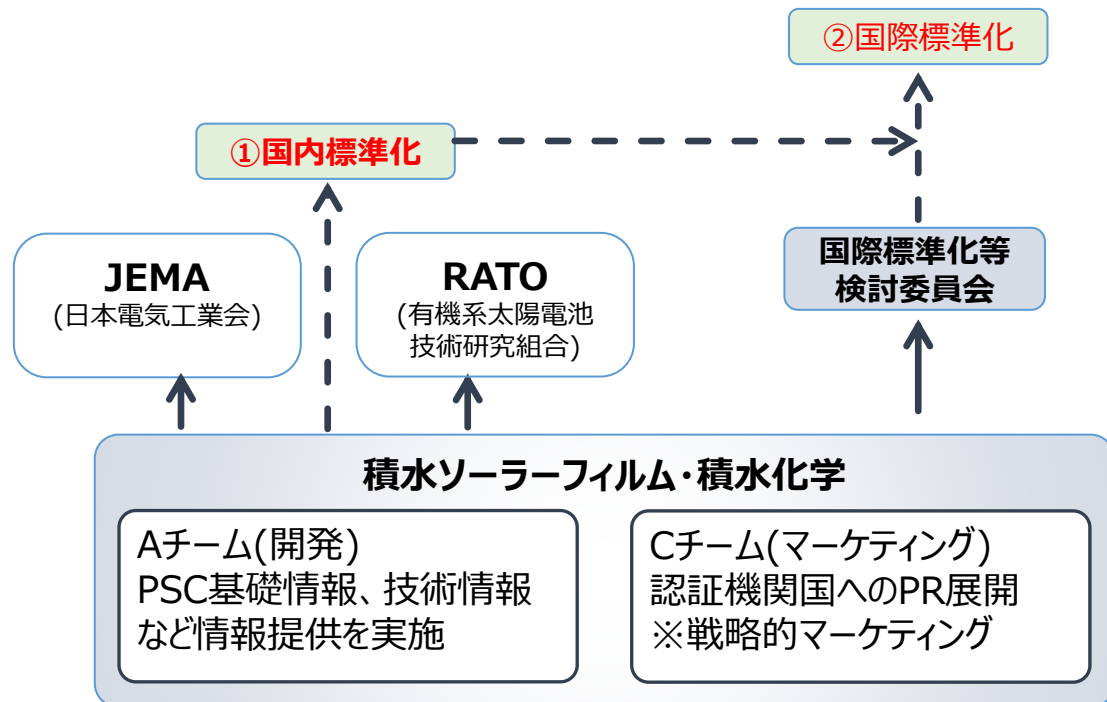 ②国際標準化
①国内標準化
JEMA
(日本電気工業会)
RATO
(有機系太陽電池
技術研究組合)
国際標準化等
検討委員会
積水ソーラーフィルム・積水化学
Aチーム(開発)
PSC基礎情報、技術情報
など情報提供を実施
Cチーム(マーケティング)
認証機関国へのPR展開
※戦略的マーケティング